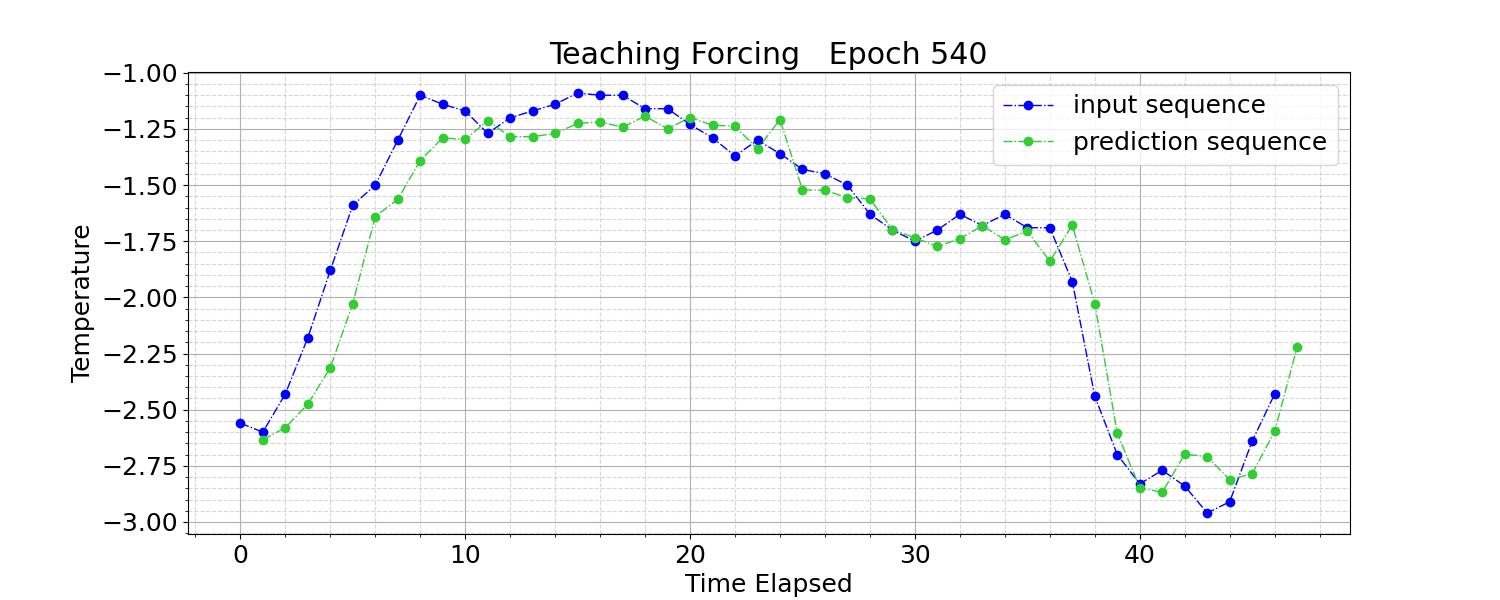 Teaching Forcing   Epoch 540
input sequence
prediction sequence
Temperature
−1.00
−1.25
−1.50
−1.75
−2.00
−2.25
−2.50
−2.75
−3.00
0 10 20 30 40
Time Elapsed